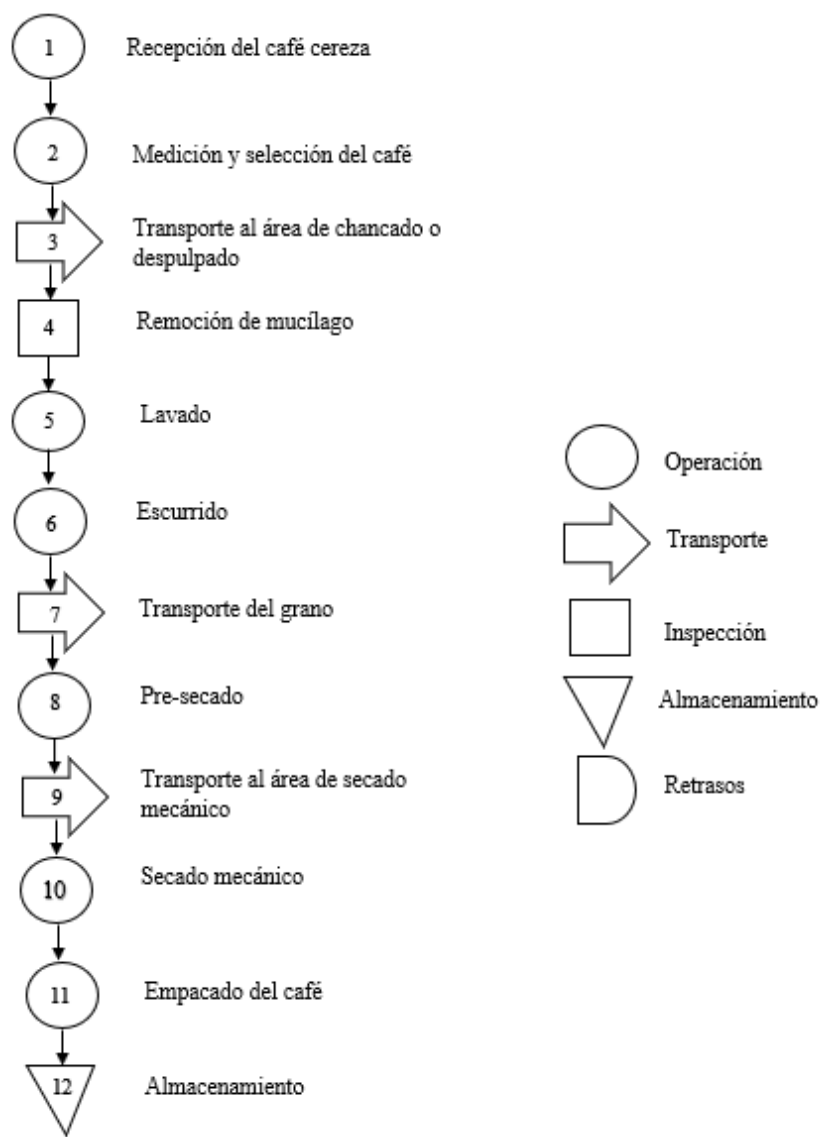 1 Recepción del café cereza
2 Medición y selección del café
3 Transporte al área de chancado o
despulpado
4 Remoción de mucílago
5 Lavado
6 Escurrido
7 Transporte del grano
8 Pre-secado
9 Transporte al área de secado
mecánico
10 Secado mecánico
11 Empacado del café
12 Almacenamiento
Operación
Transporte
Inspección
Almacenamiento
Retrasos